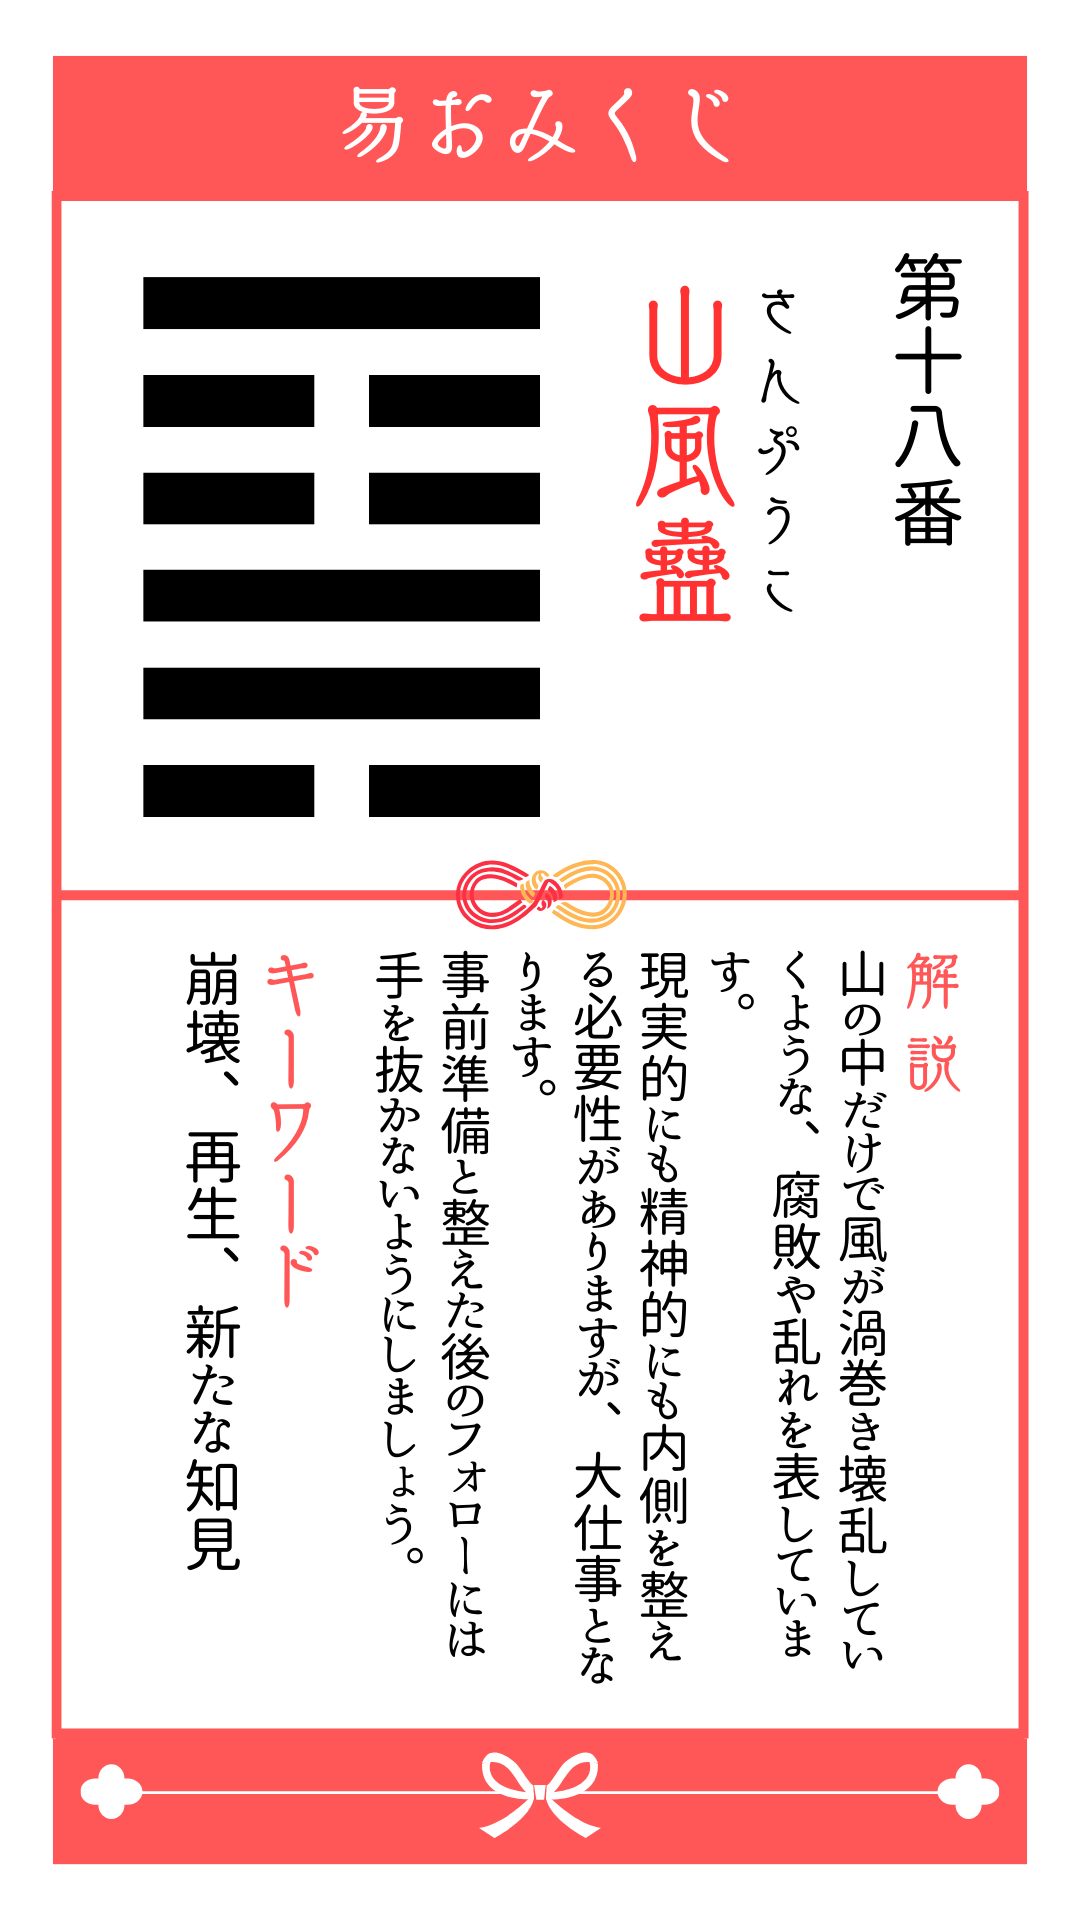 易おみくじ
第十八番
さんぷうこ
山風蠱
解説
山の中だけで風が渦巻き壊乱してい
くような、腐敗や乱れを表していま
す。
現実的にも精神的にも内側を整え
る必要性がありますが、大仕事とな
ります。
事前準備と整えた後のフォローには
手を抜かないようにしましょう。
キーワード
崩壊、再生、新たな知見